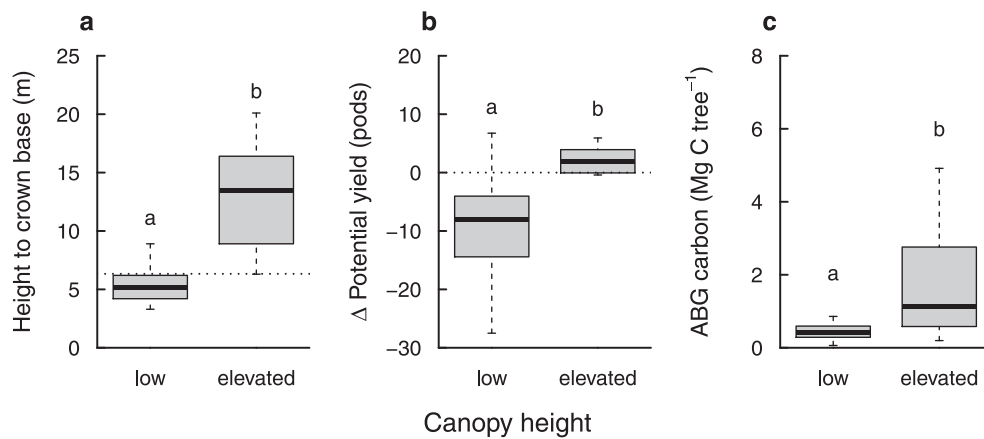 a
b
c
Height to crown base (m)
25
20
15
10
5
0
a
b
low
elevated
Δ Potential yield (pods)
20
10
0
−10
−20
−30
a
b
low
elevated
ABG carbon (Mg C tree⁻¹)
8
6
4
2
0
a
b
low
elevated
Canopy height